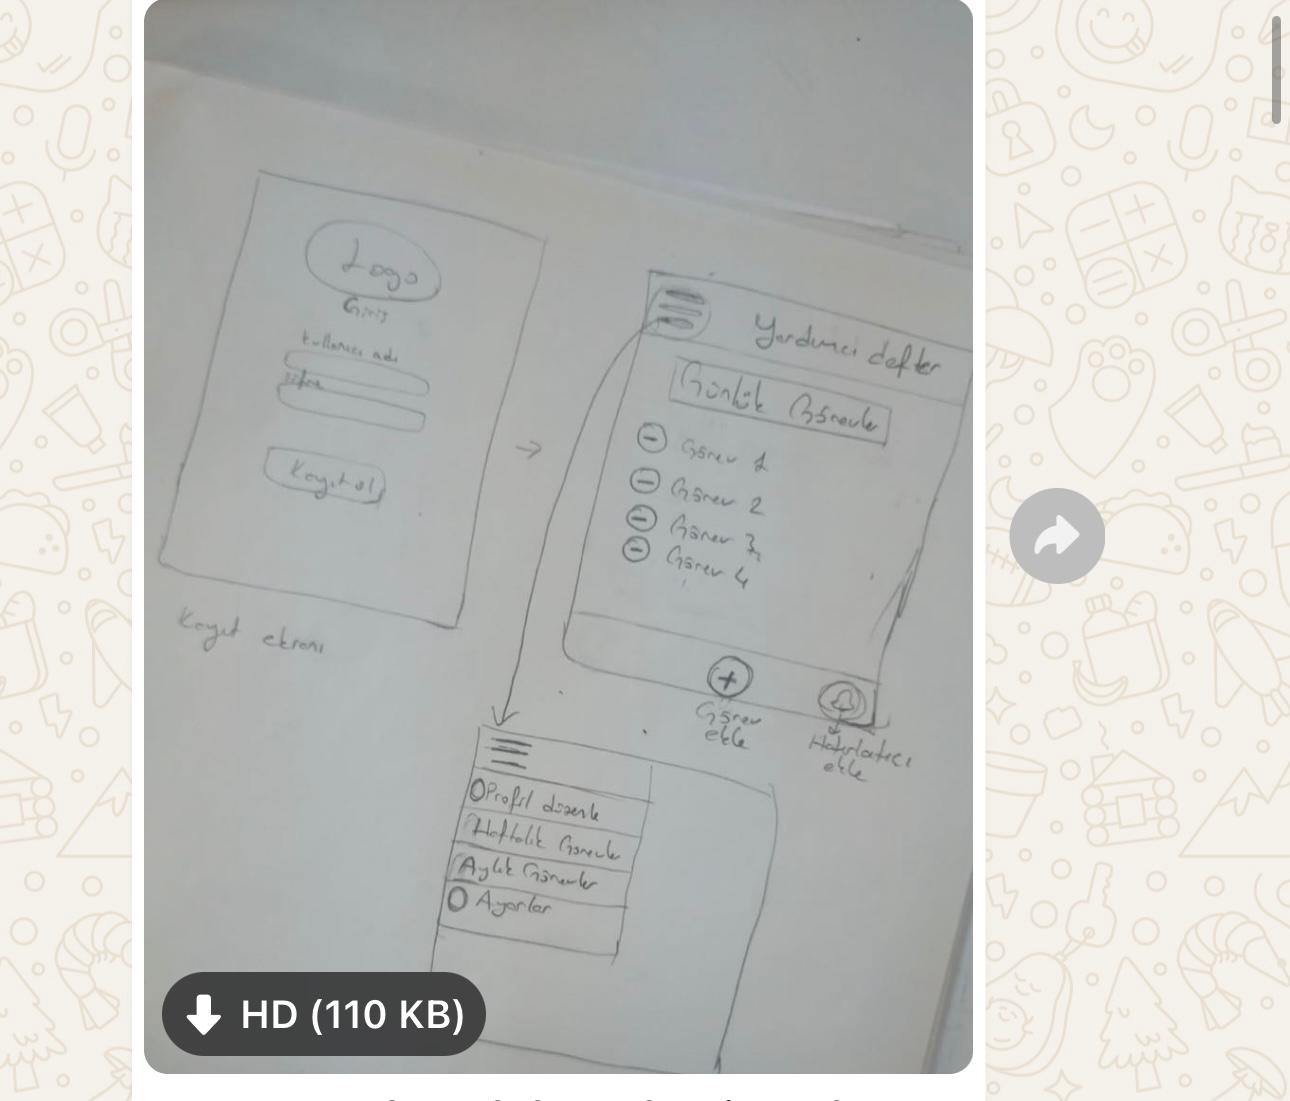 Logo
Giriş
Kullanıcı adı
şifre
Kayıt ol
Kayıt ekranı
Yardımcı defter
Günlük Görevler
Görev 1
Görev 2
Görev 3
Görev 4
Görev
ekle
Hatırlatıcı
ekle
Profil düzenle
Haftalık Görevler
Aylık Görevler
Ayarlar
HD (110 KB)